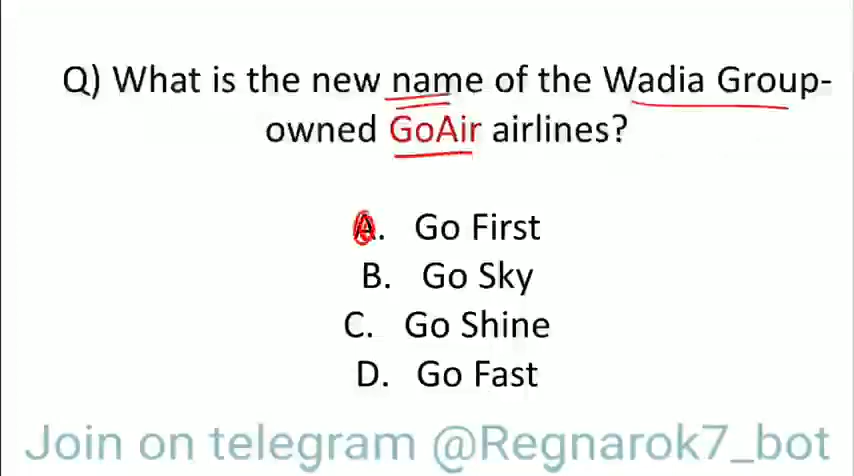 Q) What is the new name of the Wadia Group-
owned GoAir airlines?
A. Go First
B. Go Sky
C. Go Shine
D. Go Fast
Join on telegram @Regnarok7_bot